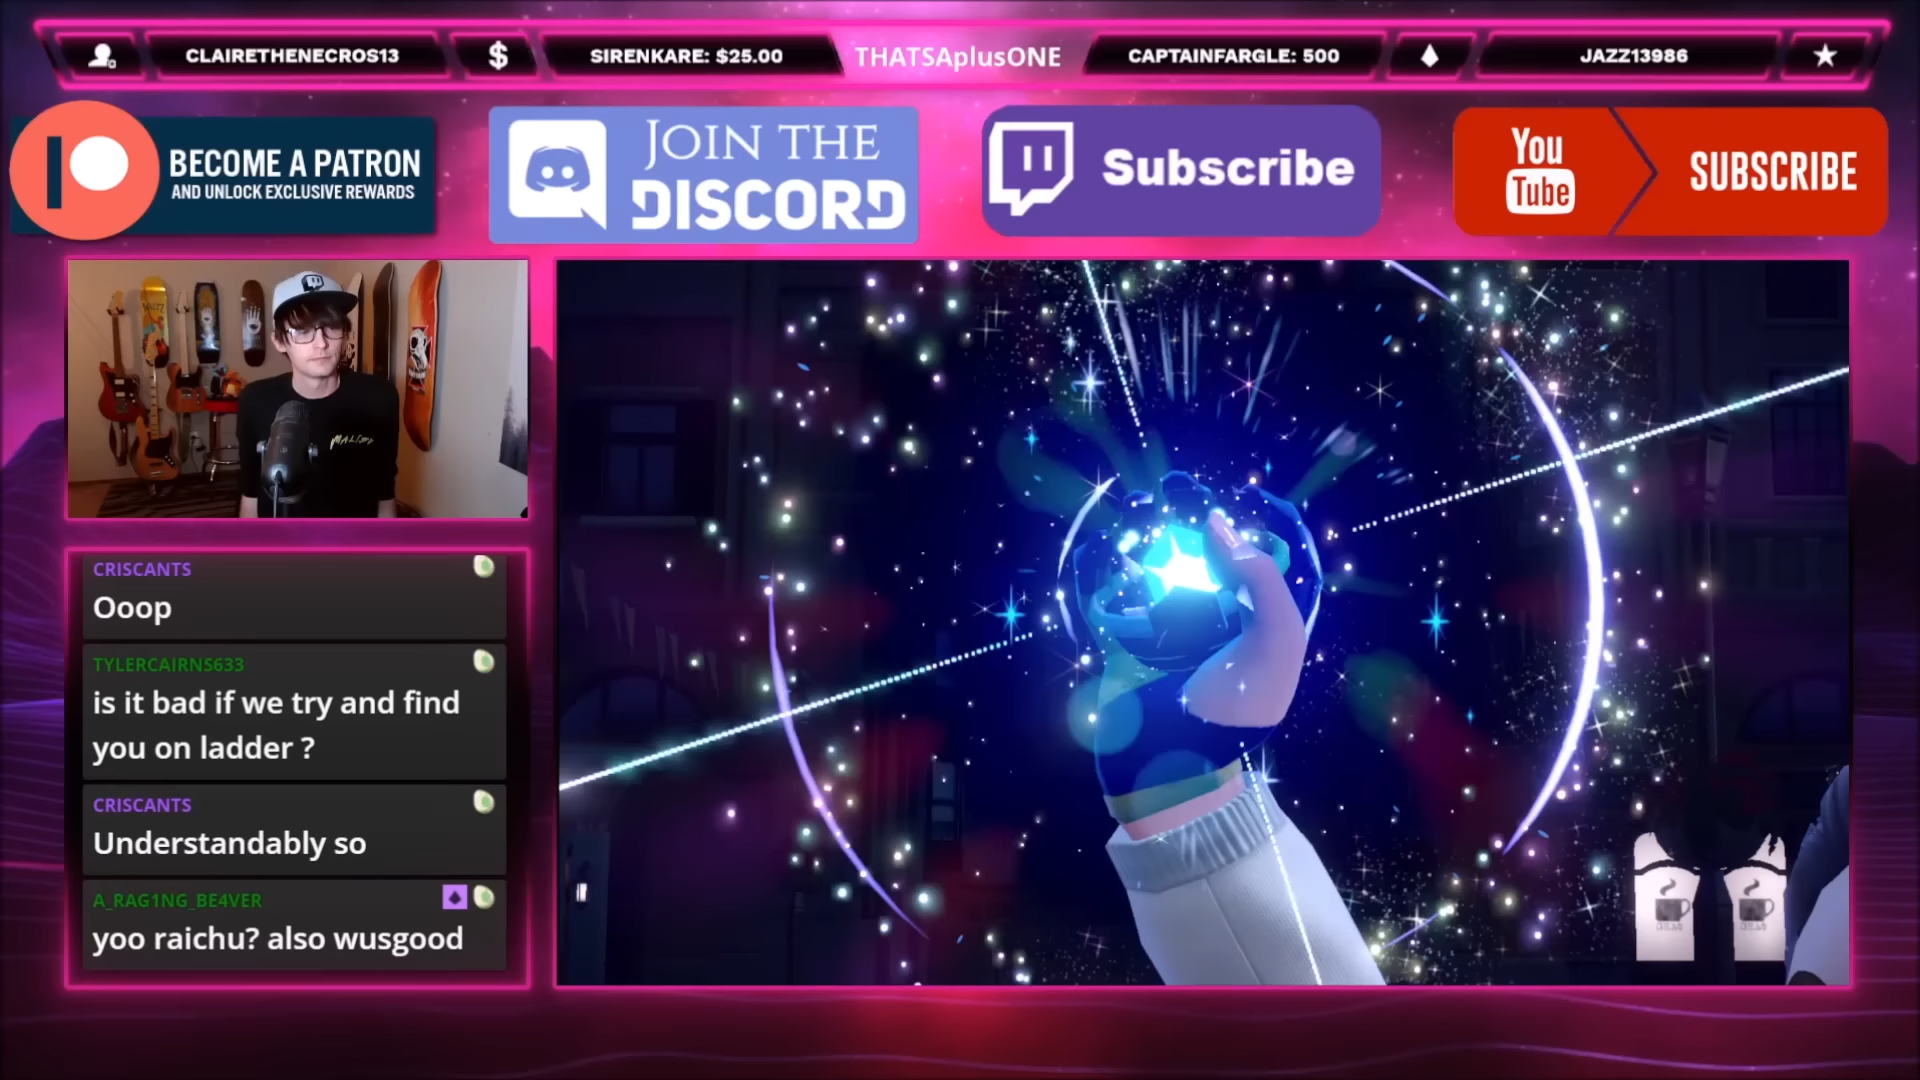 CLAIRETHENECROS13
$
SIRENKARE: $25.00
THATSAplusONE
CAPTAINFARGLE: 500
JAZZ13986
BECOME A PATRON
AND UNLOCK EXCLUSIVE REWARDS
JOIN THE
DISCORD
Subscribe
You
Tube
SUBSCRIBE
CRISCANTS
Ooop
TYLERCAIRNS633
is it bad if we try and find
you on ladder ?
CRISCANTS
Understandably so
A_RAG1NG_BE4VER
yoo raichu? also wusgood